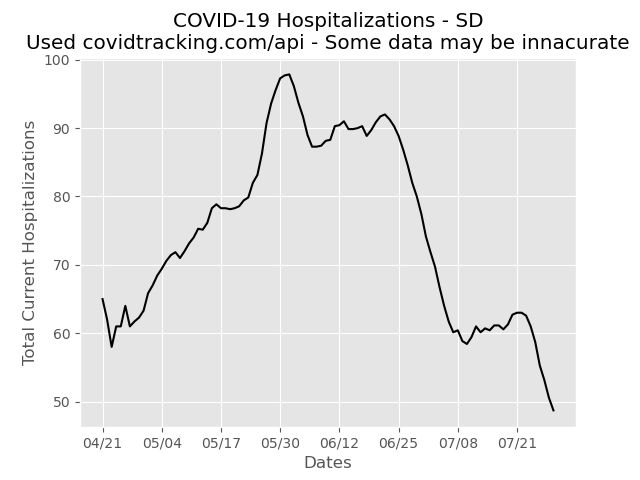 COVID-19 Hospitalizations - SD
Used covidtracking.com/api - Some data may be innacurate
Total Current Hospitalizations
100
90
80
70
60
50
04/21 05/04 05/17 05/30 06/12 06/25 07/08 07/21
Dates